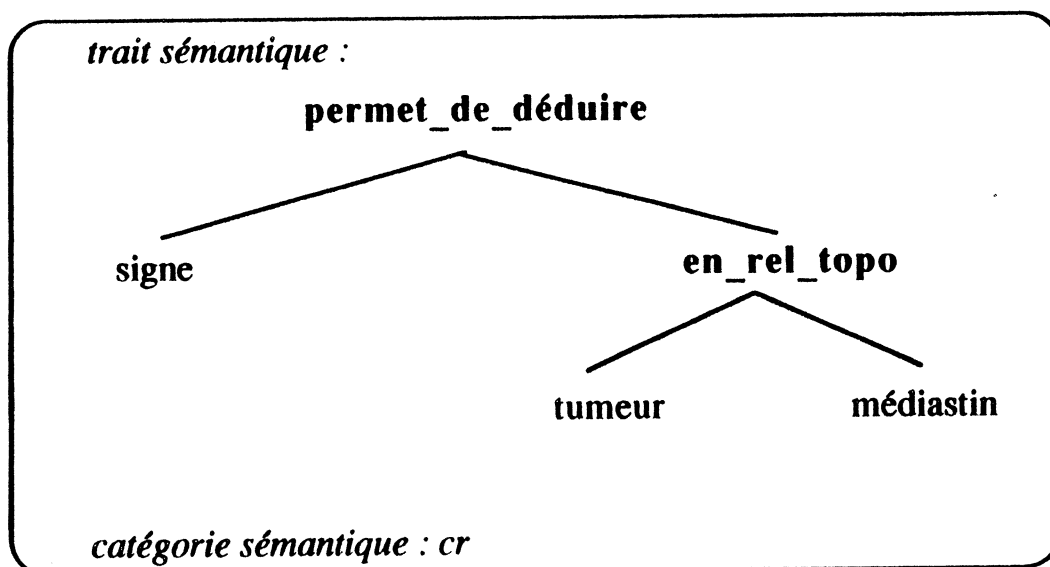 trait sémantique :
permet_de_déduire
signe
en_rel_topo
tumeur médiastin
catégorie sémantique : cr